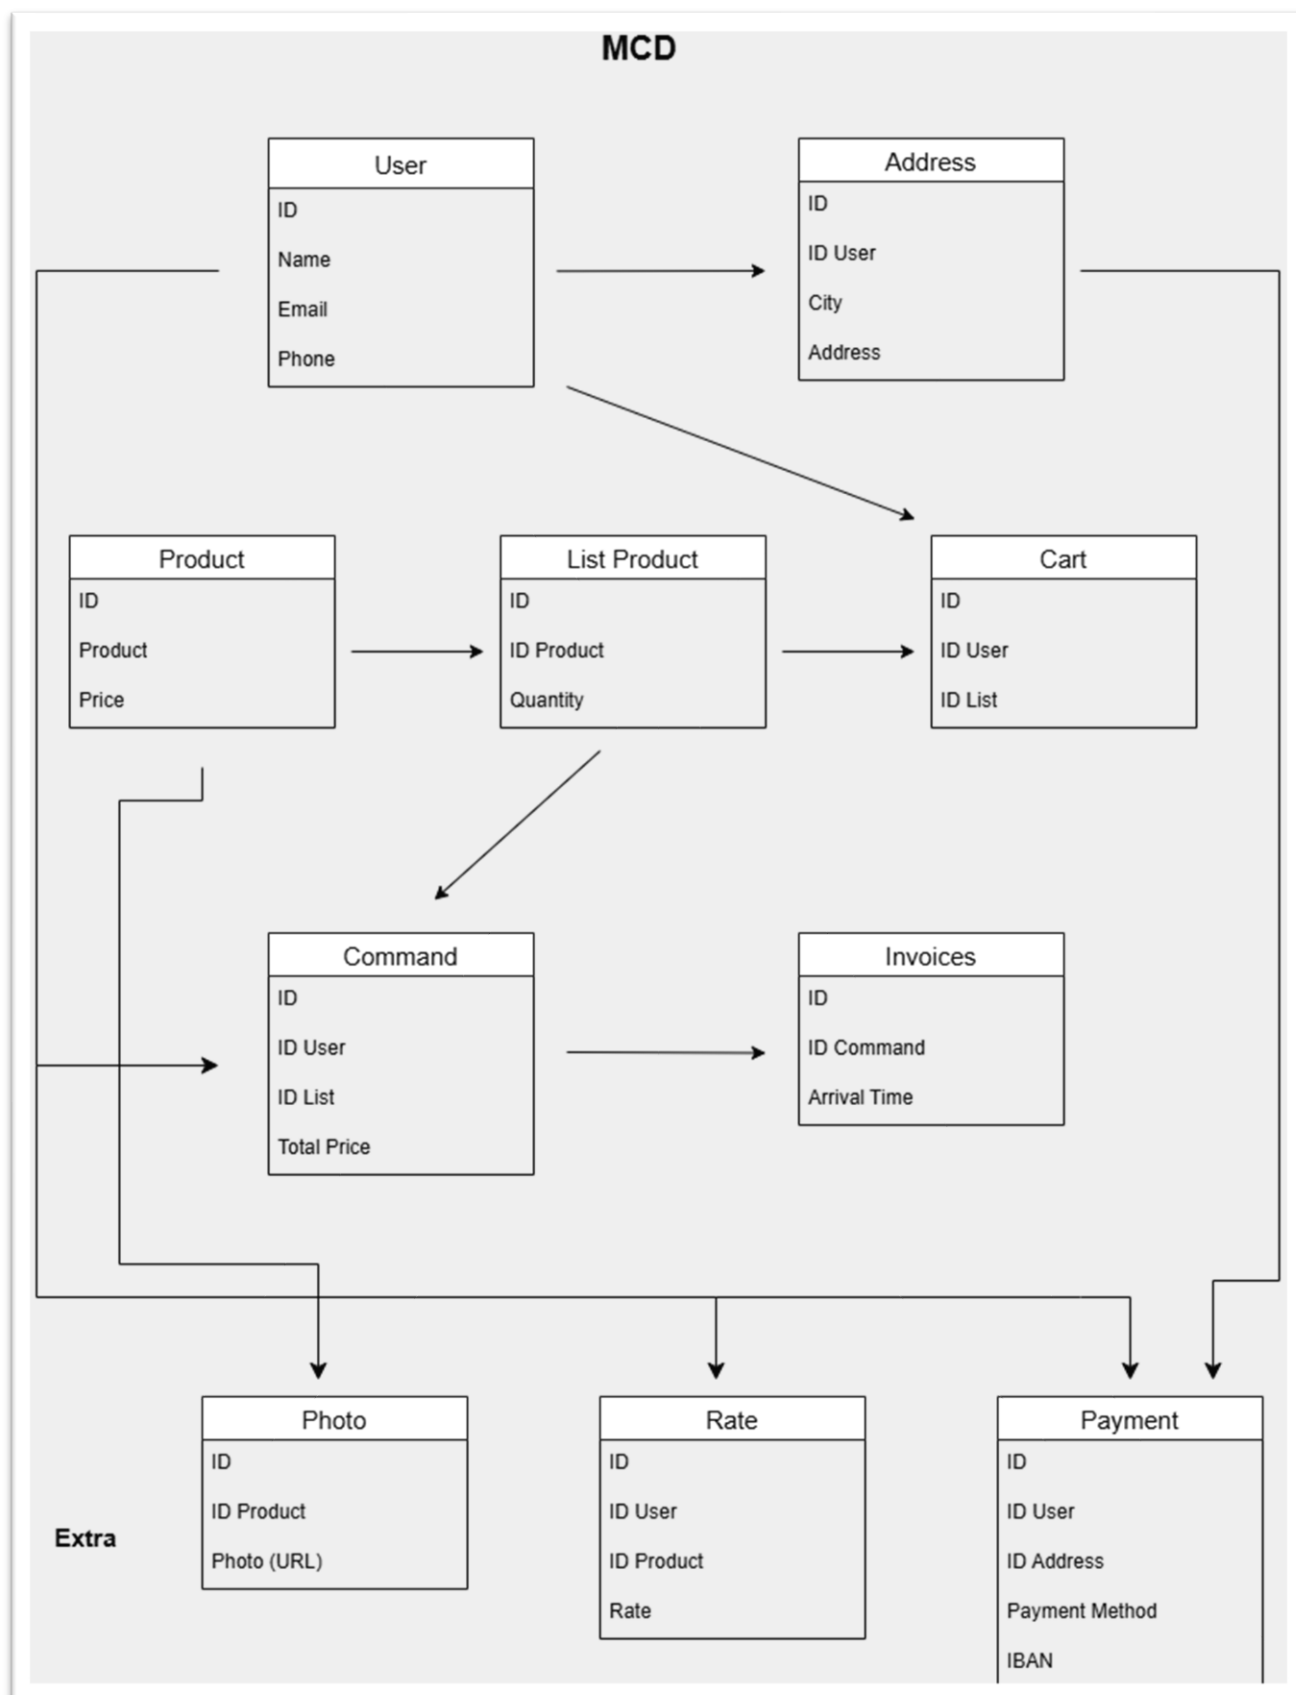 MCD
User
ID
Name
Email
Phone
Address
ID
ID User
City
Address
Product
ID
Product
Price
List Product
ID
ID Product
Quantity
Cart
ID
ID User
ID List
Command
ID
ID User
ID List
Total Price
Invoices
ID
ID Command
Arrival Time
Extra
Photo
ID
ID Product
Photo (URL)
Rate
ID
ID User
ID Product
Rate
Payment
ID
ID User
ID Address
Payment Method
IBAN